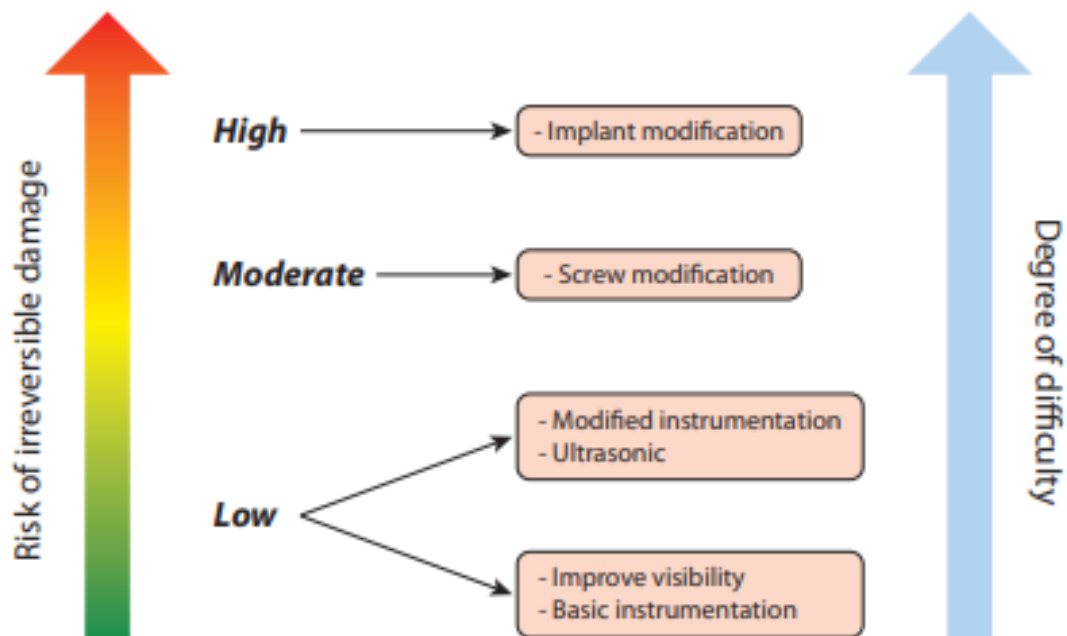 Risk of irreversible damage
High
- Implant modification
Moderate
- Screw modification
Low
- Modified instrumentation
- Ultrasonic
- Improve visibility
- Basic instrumentation
Degree of difficulty